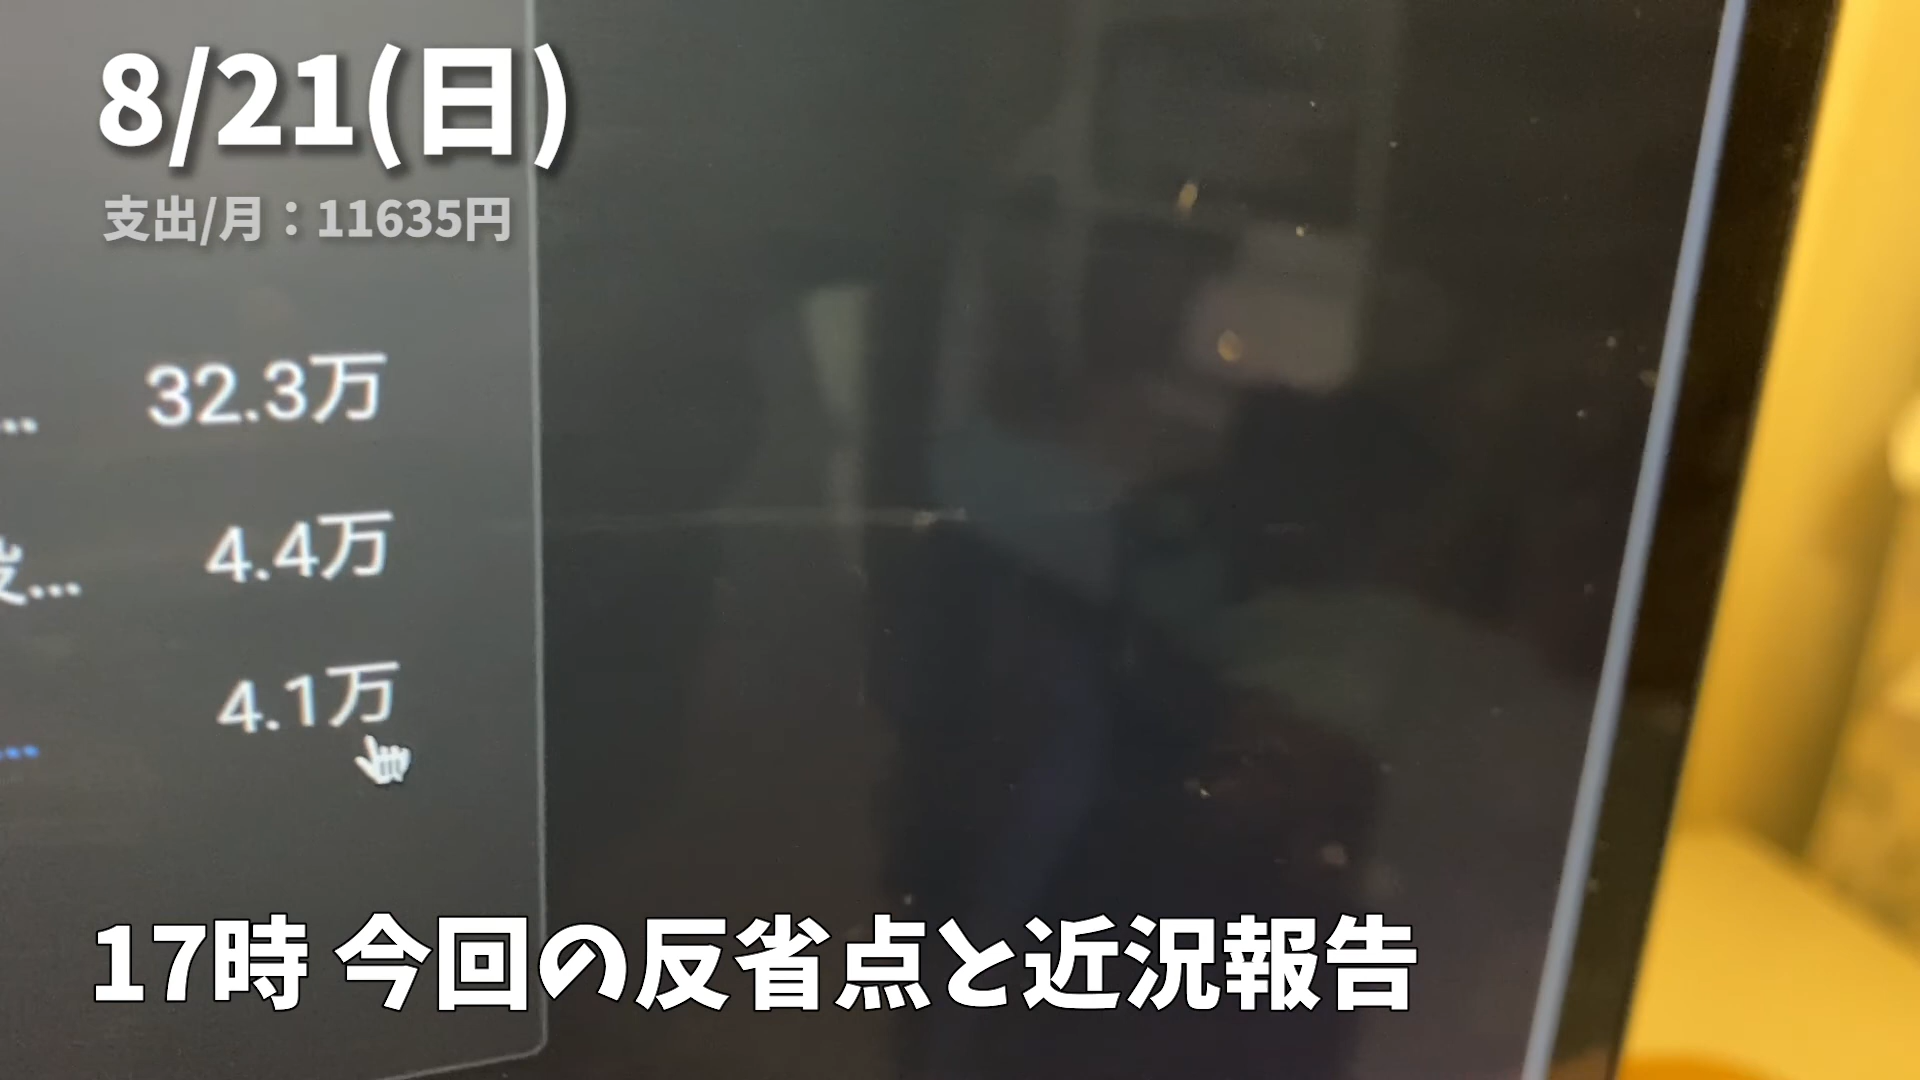 8/21(日)
支出/月：11635円
... 32.3万
... 4.4万
... 4.1万
17時 今回の反省点と近況報告